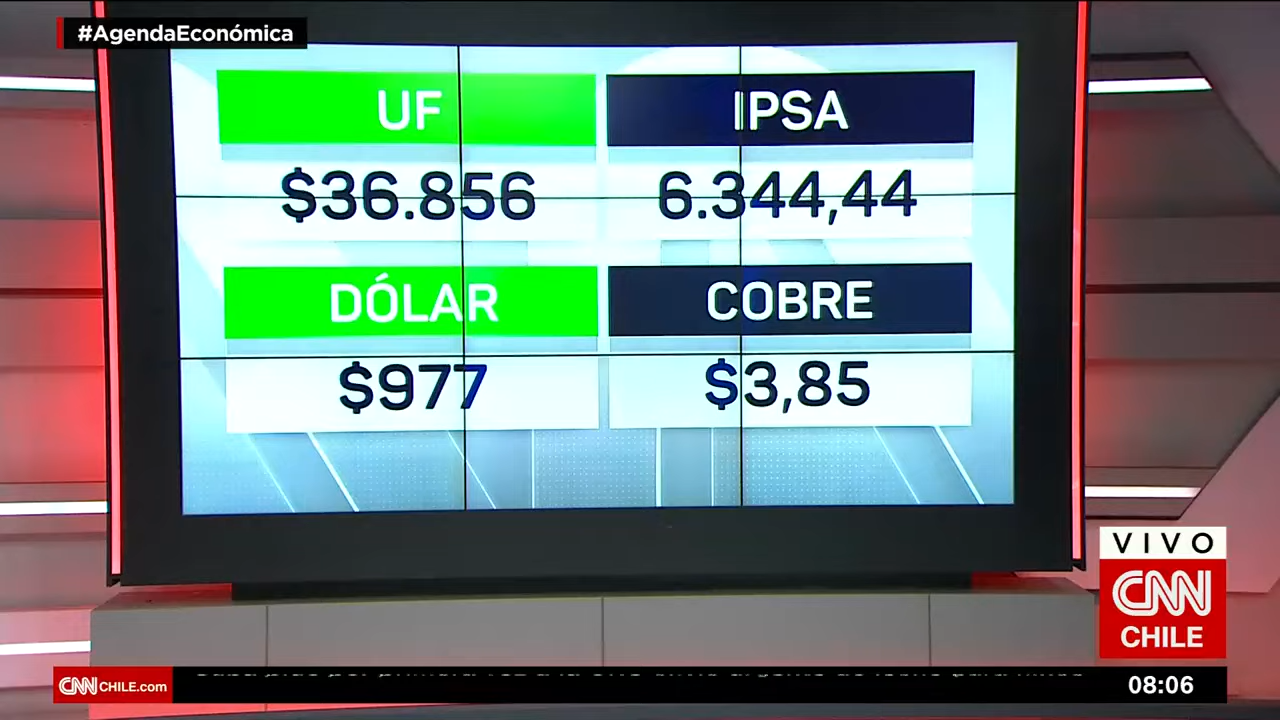 #AgendaEconómica
UF
IPSA
$36.856
6.344,44
DÓLAR
COBRE
$977
$3,85
VIVO
CNN
CHILE
CNNCHILE.com
08:06